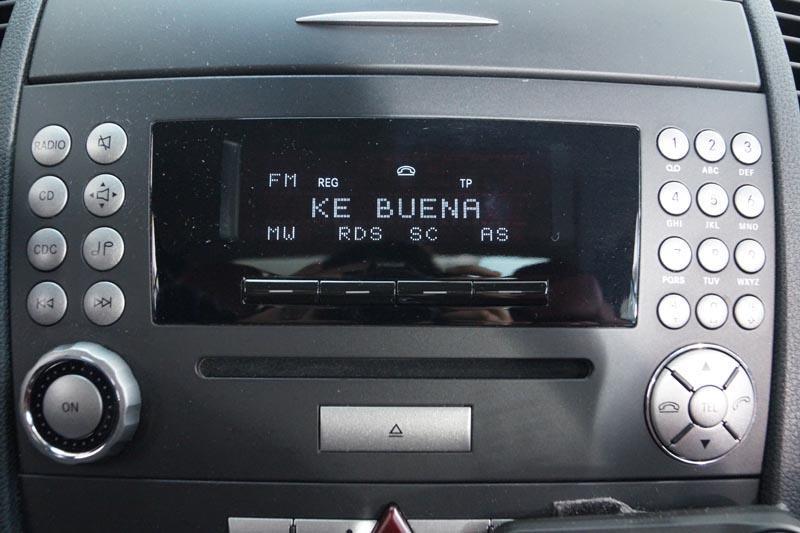 RADIO
CD
CDC
FM REG TP
KE BUENA
MW RDS SC AS
1 2 3
ABC DEF
4 5 6
GHI JKL MNO
7 8 9
PQRS TUV WXYZ
ON
TEL